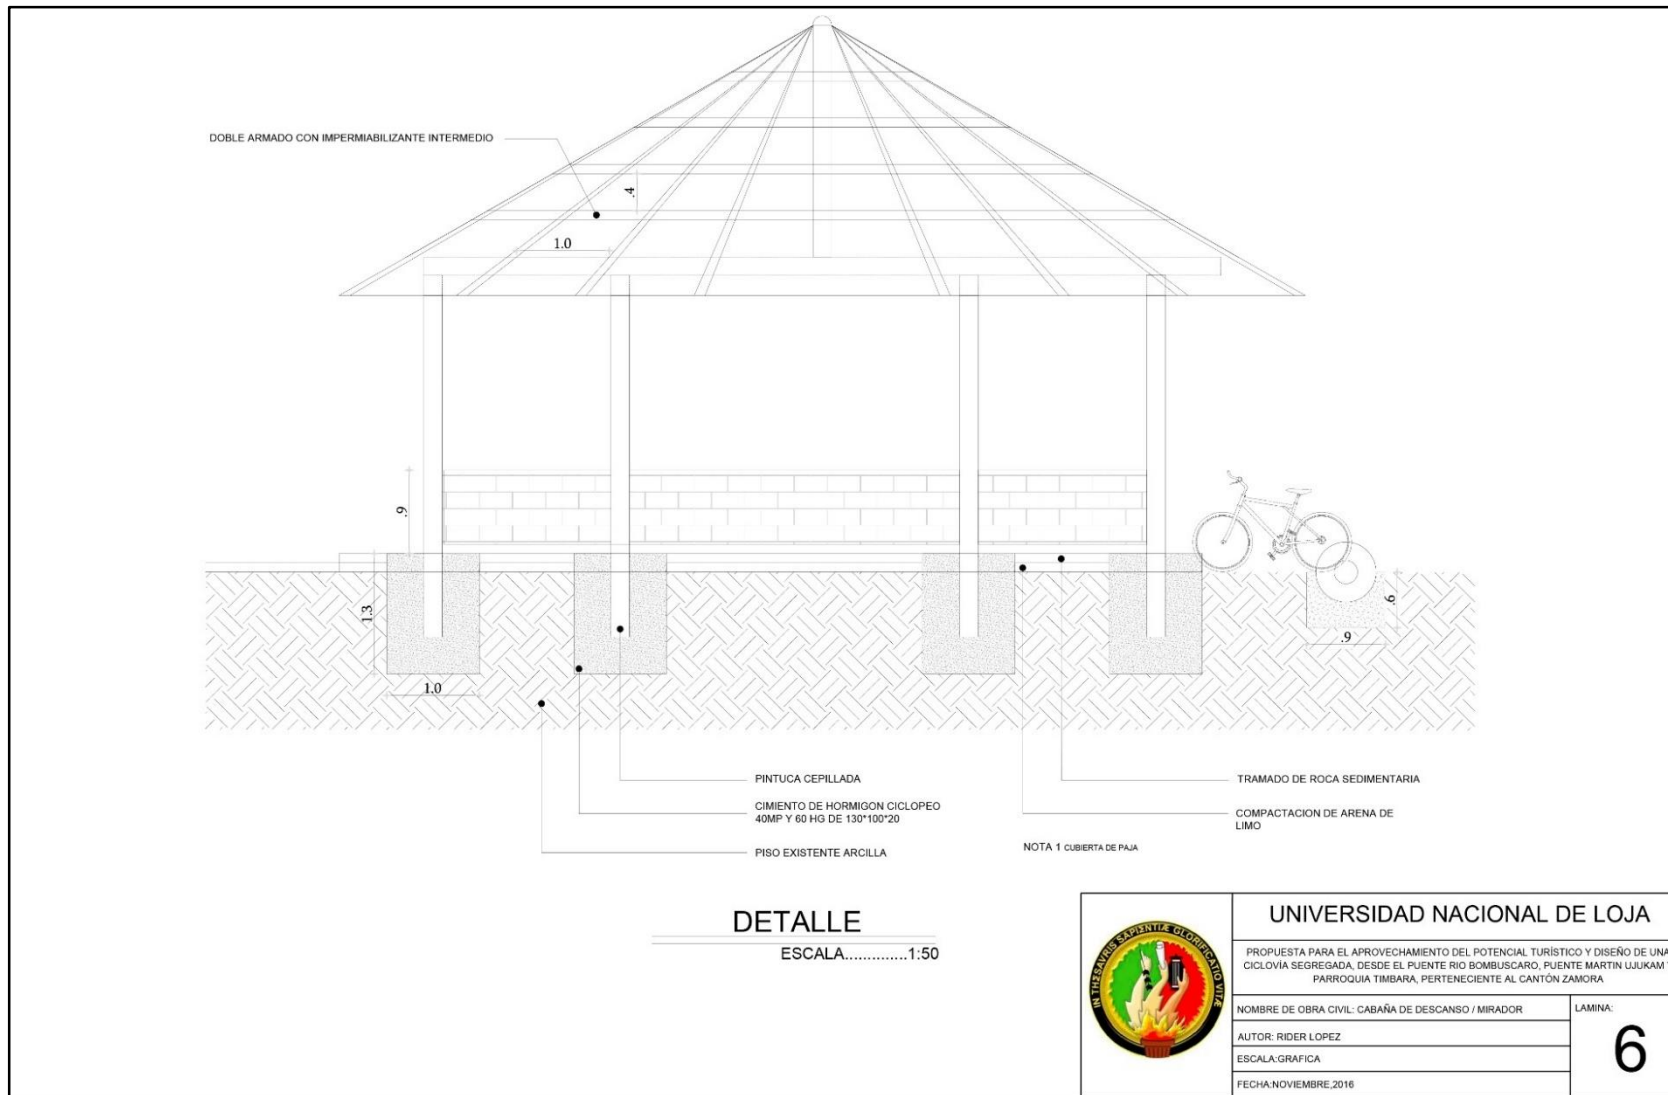 DOBLE ARMADO CON IMPERMIABILIZANTE INTERMEDIO
.4
1.0
.9
1.3
1.0
.6
.9
PINTUCA CEPILLADA
CIMIENTO DE HORMIGON CICLOPEO
40MP Y 60 HG DE 130*100*20
PISO EXISTENTE ARCILLA
TRAMADO DE ROCA SEDIMENTARIA
COMPACTACION DE ARENA DE
LIMO
NOTA 1 CUBIERTA DE PAJA
DETALLE
ESCALA..............1:50
IN THESAVRIS SAPIENTIÆ GLORIFICATIO VITÆ
UNIVERSIDAD NACIONAL DE LOJA
PROPUESTA PARA EL APROVECHAMIENTO DEL POTENCIAL TURÍSTICO Y DISEÑO DE UNA
CICLOVÍA SEGREGADA, DESDE EL PUENTE RIO BOMBUSCARO, PUENTE MARTIN UJUKAM
PARROQUIA TIMBARA, PERTENECIENTE AL CANTÓN ZAMORA
NOMBRE DE OBRA CIVIL: CABAÑA DE DESCANSO / MIRADOR
AUTOR: RIDER LOPEZ
ESCALA:GRAFICA
FECHA:NOVIEMBRE,2016
LAMINA:
6